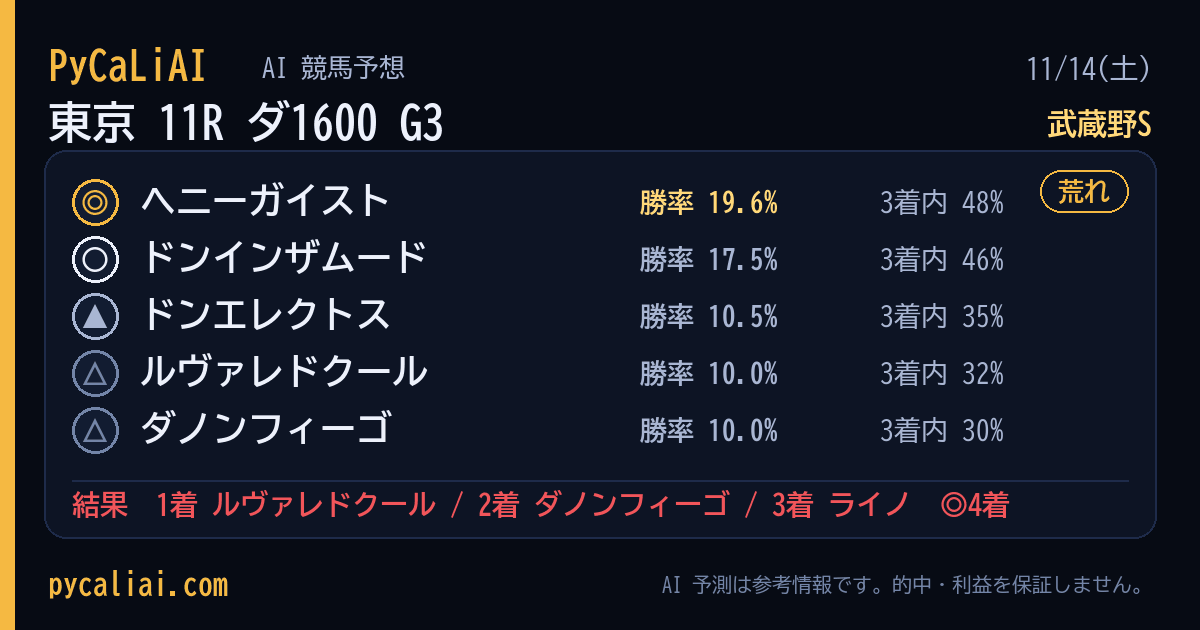 PyCaLiAI AI 競馬予想 11/14(土)
東京 11R ダ1600 G3 武蔵野S
◎ ヘニーガイスト 勝率 19.6% 3着内 48% 荒れ
○ ドンインザムード 勝率 17.5% 3着内 46%
▲ ドンエレクトス 勝率 10.5% 3着内 35%
△ ルヴァレドクール 勝率 10.0% 3着内 32%
△ ダノンフィーゴ 勝率 10.0% 3着内 30%
結果 1着 ルヴァレドクール / 2着 ダノンフィーゴ / 3着 ライノ ◎4着
pycaliai.com AI 予測は参考情報です。的中・利益を保証しません。